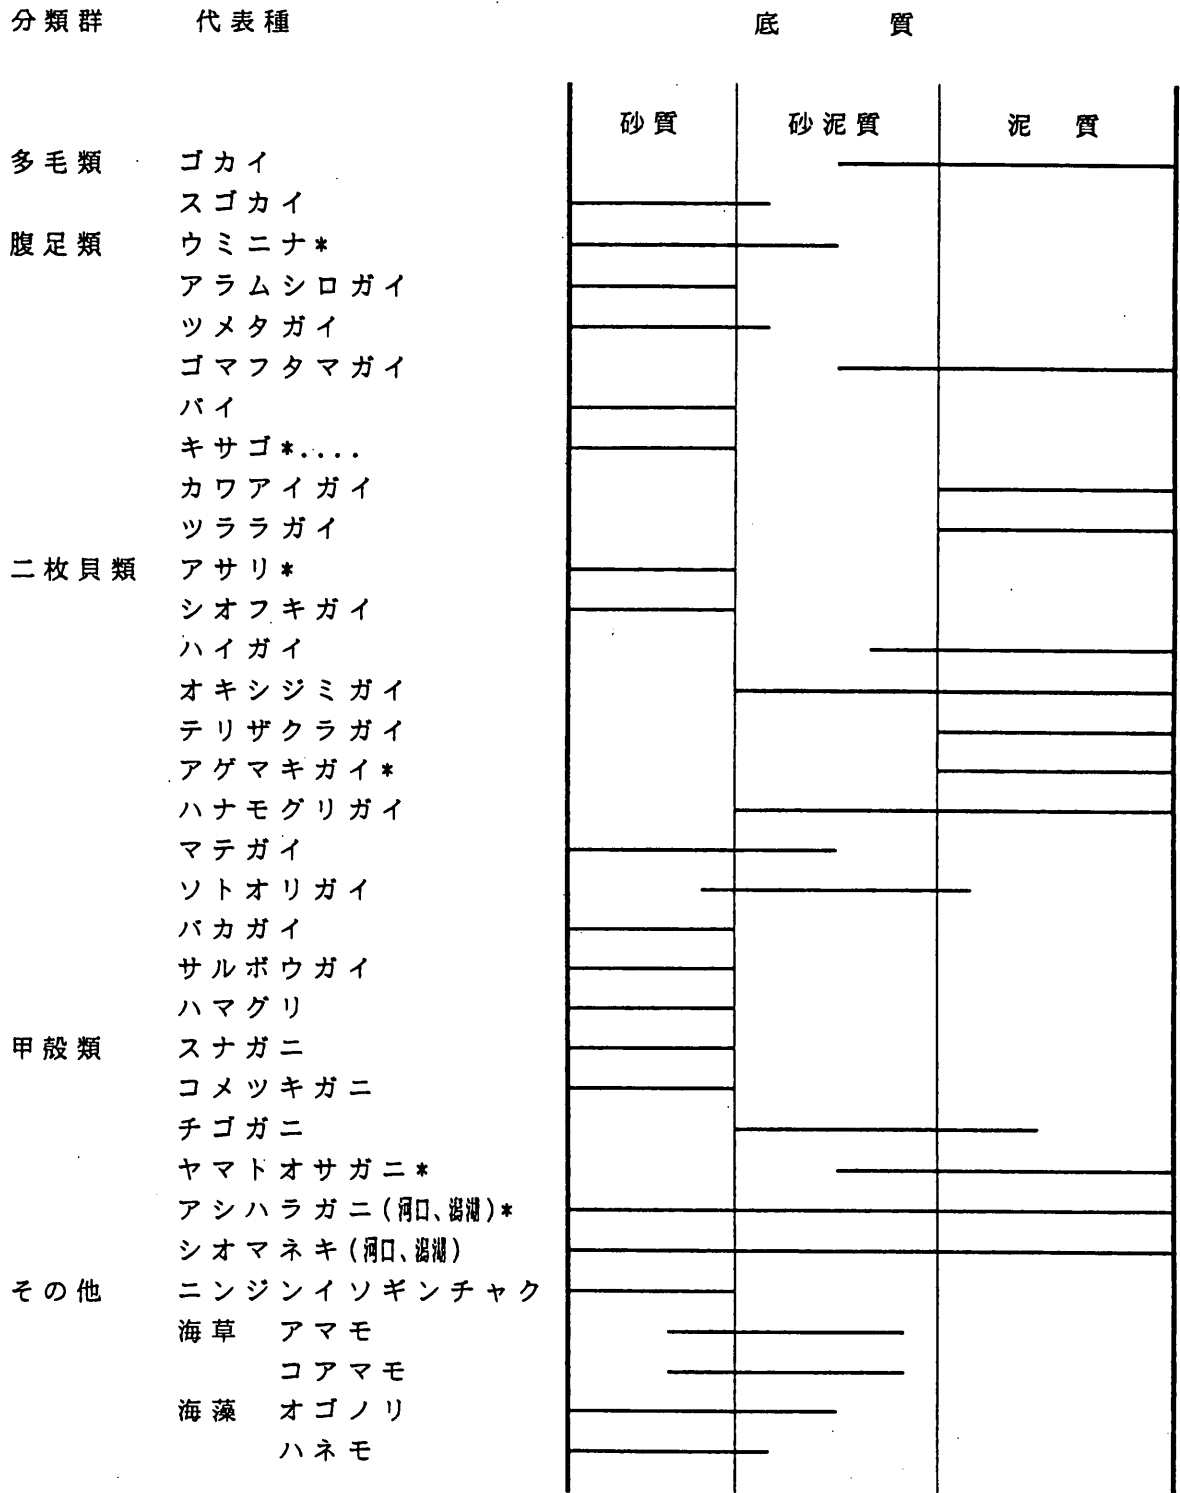 分類群 代表種 底 質
砂質 砂泥質 泥 質
多毛類 ゴカイ
スゴカイ
腹足類 ウミニナ*
アラムシロガイ
ツメタガイ
ゴマフタマガイ
バイ
キサゴ*....
カワアイガイ
ツララガイ
二枚貝類 アサリ*
シオフキガイ
ハイガイ
オキシジミガイ
テリザクラガイ
アゲマキガイ*
ハナモグリガイ
マテガイ
ソトオリガイ
バカガイ
サルボウガイ
ハマグリ
甲殻類 スナガニ
コメツキガニ
チゴガニ
ヤマトオサガニ*
アシハラガニ(河口、潟湖)*
シオマネキ(河口、潟湖)
その他 ニンジンイソギンチャク
海草 アマモ
コアマモ
海藻 オゴノリ
ハネモ